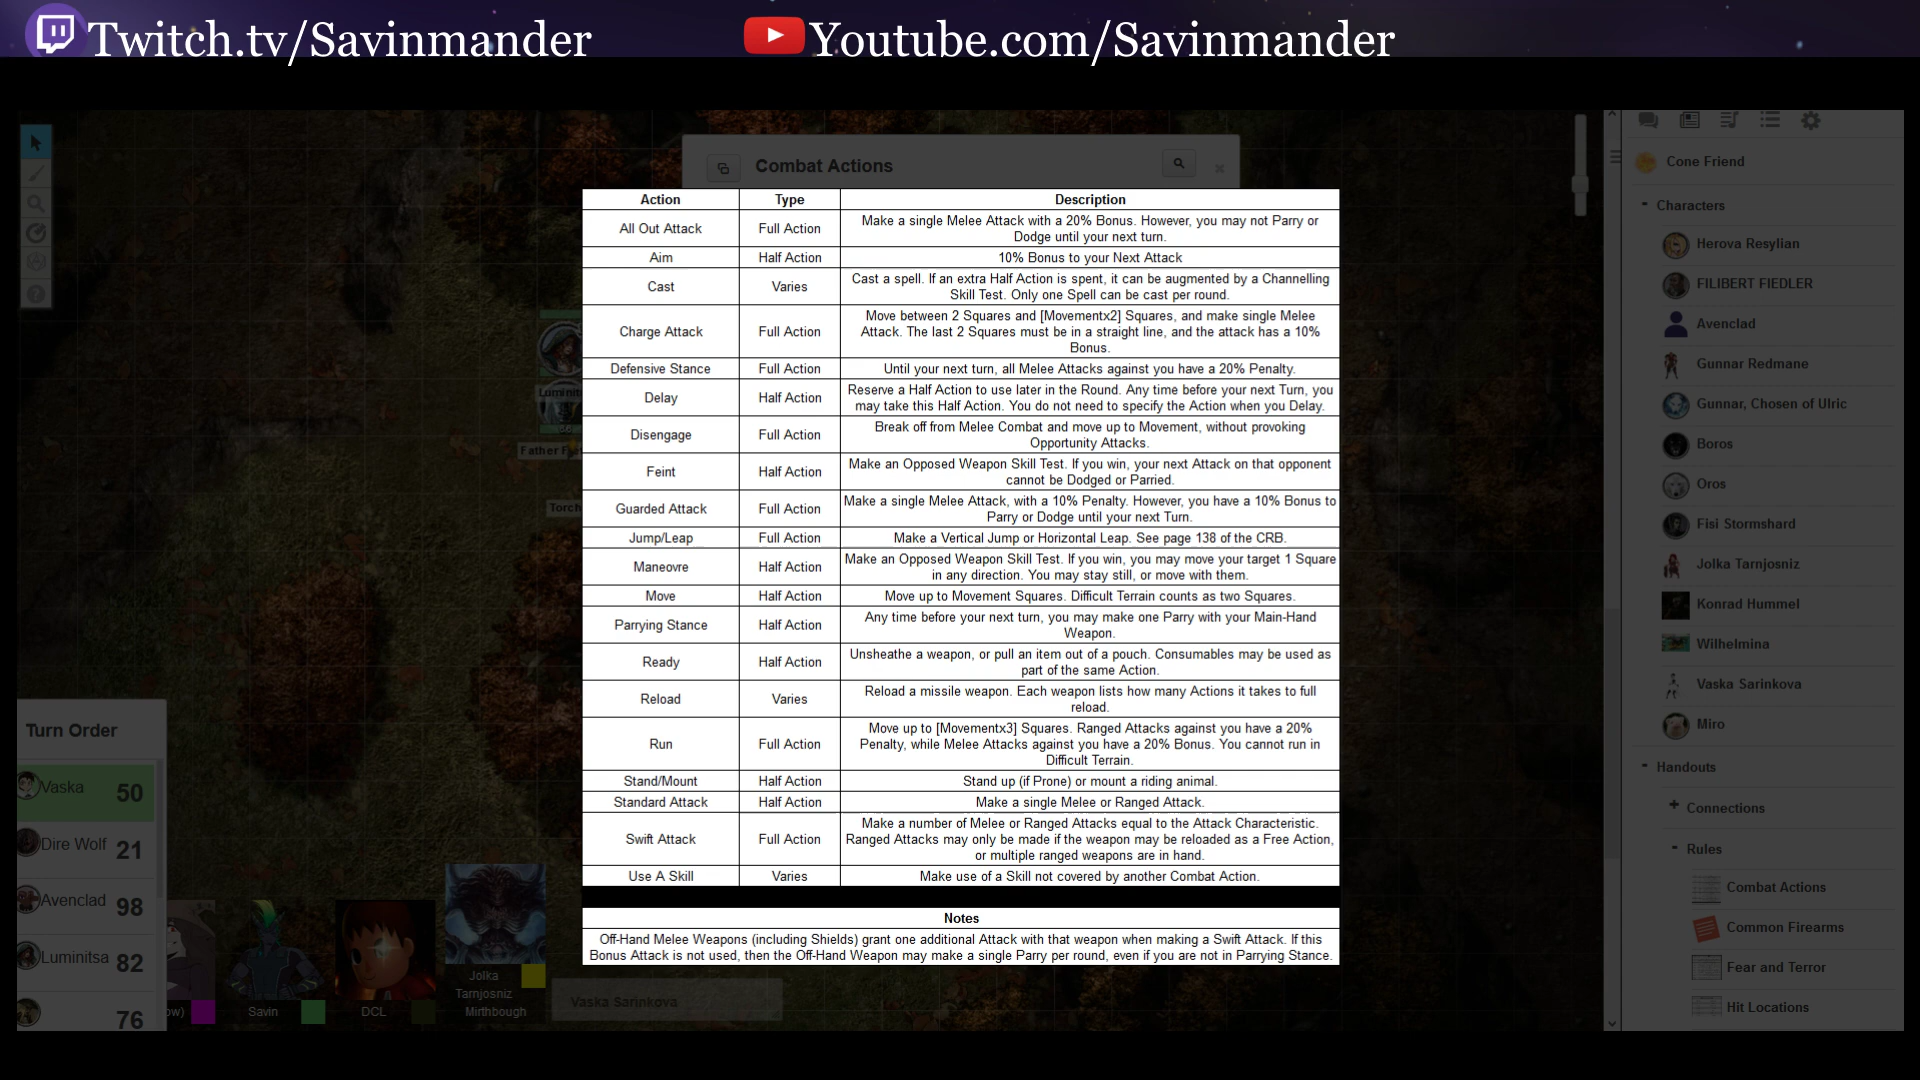 Twitch.tv/Savinmander
Youtube.com/Savinmander
Combat Actions
Action Type Description
All Out Attack Full Action Make a single Melee Attack with a 20% Bonus. However, you may not Parry or
Dodge until your next turn.
Aim Half Action 10% Bonus to your Next Attack
Cast Varies Cast a spell. If an extra Half Action is spent, it can be augmented by a Channelling
Skill Test. Only one Spell can be cast per round.
Charge Attack Full Action Move between 2 Squares and [Movementx2] Squares, and make single Melee
Attack. The last 2 Squares must be in a straight line, and the attack has a 10%
Bonus.
Defensive Stance Full Action Until your next turn, all Melee Attacks against you have a 20% Penalty.
Delay Half Action Reserve a Half Action to use later in the Round. Any time before your next Turn, you
may take this Half Action. You do not need to specify the Action when you Delay.
Disengage Full Action Break off from Melee Combat and move up to Movement, without provoking
Opportunity Attacks.
Feint Half Action Make an Opposed Weapon Skill Test. If you win, your next Attack on that opponent
cannot be Dodged or Parried.
Guarded Attack Full Action Make a single Melee Attack, with a 10% Penalty. However, you have a 10% Bonus to
Parry or Dodge until your next Turn.
Jump/Leap Full Action Make a Vertical Jump or Horizontal Leap. See page 138 of the CRB.
Maneovre Half Action Make an Opposed Weapon Skill Test. If you win, you may move your target 1 Square
in any direction. You may stay still, or move with them.
Move Half Action Move up to Movement Squares. Difficult Terrain counts as two Squares.
Parrying Stance Half Action Any time before your next turn, you may make one Parry with your Main-Hand
Weapon.
Ready Half Action Unsheathe a weapon, or pull an item out of a pouch. Consumables may be used as
part of the same Action.
Reload Varies Reload a missile weapon. Each weapon lists how many Actions it takes to full
reload.
Run Full Action Move up to [Movementx3] Squares. Ranged Attacks against you have a 20%
Penalty, while Melee Attacks against you have a 20% Bonus. You cannot run in
Difficult Terrain.
Stand/Mount Half Action Stand up (if Prone) or mount a riding animal.
Standard Attack Half Action Make a single Melee or Ranged Attack.
Swift Attack Full Action Make a number of Melee or Ranged Attacks equal to the Attack Characteristic.
Ranged Attacks may only be made if the weapon may be reloaded as a Free Action,
or multiple ranged weapons are in hand.
Use A Skill Varies Make use of a Skill not covered by another Combat Action.
Notes
Off-Hand Melee Weapons (including Shields) grant one additional Attack with that weapon when making a Swift Attack. If this
Bonus Attack is not used, then the Off-Hand Weapon may make a single Parry per round, even if you are not in Parrying Stance.
Luminit
Father F
Torch
Turn Order
Vaska 50
Dire Wolf 21
Avenclad 98
Luminitsa 82
76
ow)
Savin
DCL
Jolka
Tarnjosniz
Mirthbough
Vaska Sarinkova
Cone Friend
Characters
Herova Resylian
FILIBERT FIEDLER
Avenclad
Gunnar Redmane
Gunnar, Chosen of Ulric
Boros
Oros
Fisi Stormshard
Jolka Tarnjosniz
Konrad Hummel
Wilhelmina
Vaska Sarinkova
Miro
Handouts
Connections
Rules
Combat Actions
Common Firearms
Fear and Terror
Hit Locations